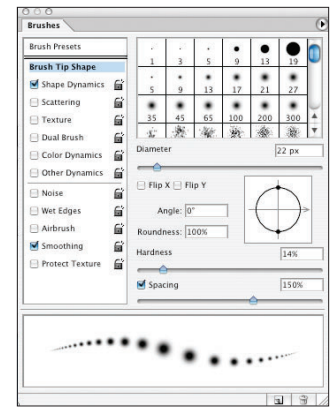 Brushes
Brush Presets
Brush Tip Shape
Shape Dynamics
Scattering
Texture
Dual Brush
Color Dynamics
Other Dynamics
Noise
Wet Edges
Airbrush
Smoothing
Protect Texture
1 3 5 9 13 19
5 9 13 17 21 27
35 45 65 100 200 300
Diameter 22 px
Flip X Flip Y
Angle: 0°
Roundness: 100%
Hardness 14%
Spacing 150%